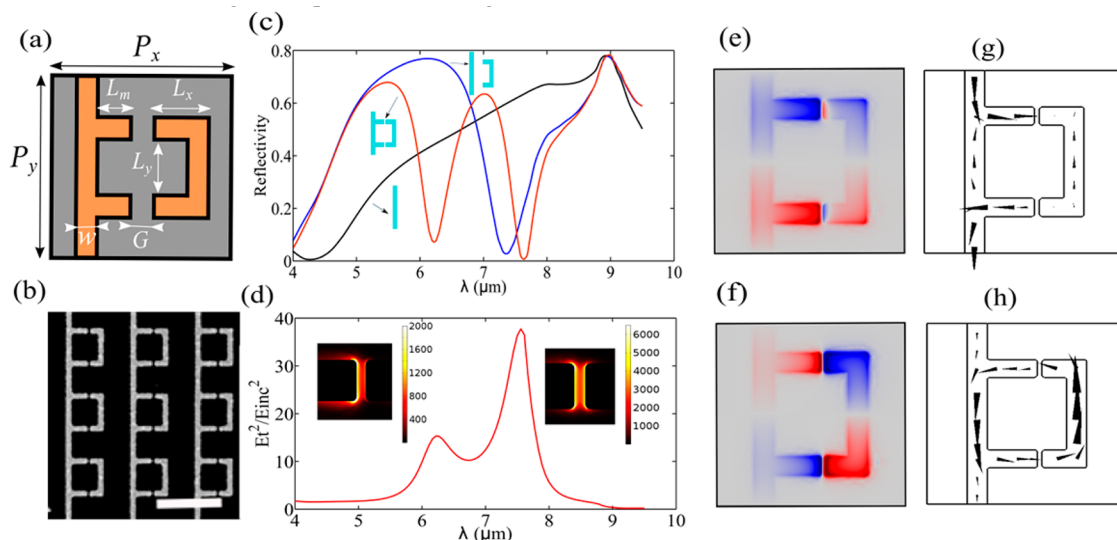 (a)
P_x
L_m
L_x
P_y
L_y
w
G
(b)
(c)
0.8
0.6
0.4
0.2
0
Reflectivity
4
5
6
7
8
9
10
λ (μm)
(d)
40
30
20
10
0
Et²/Einc²
2000
1600
1200
800
400
6000
5000
4000
3000
2000
1000
4
5
6
7
8
9
10
λ (μm)
(e)
(g)
(f)
(h)